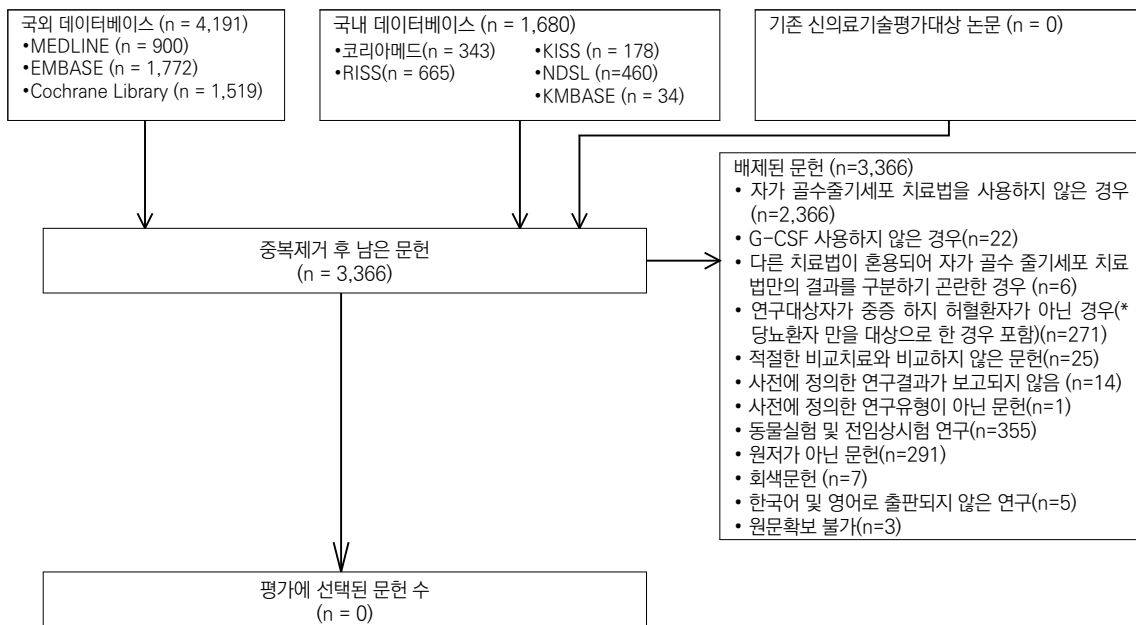 국외 데이터베이스 (n = 4,191)
•MEDLINE (n = 900)
•EMBASE (n = 1,772)
•Cochrane Library (n = 1,519)
국내 데이터베이스 (n = 1,680)
•코리아메드(n = 343)
•RISS(n = 665)
•KISS (n = 178)
•NDSL (n=460)
•KMBASE (n = 34)
기존 신의료기술평가대상 논문 (n = 0)
중복제거 후 남은 문헌
(n = 3,366)
배제된 문헌 (n=3,366)
• 자가 골수줄기세포 치료법을 사용하지 않은 경우
(n=2,366)
• G-CSF 사용하지 않은 경우(n=22)
• 다른 치료법이 혼용되어 자가 골수 줄기세포 치료
법만의 결과를 구분하기 곤란한 경우 (n=6)
• 연구대상자가 중증 하지 허혈환자가 아닌 경우(*
당뇨환자 만을 대상으로 한 경우 포함)(n=271)
• 적절한 비교치료와 비교하지 않은 문헌(n=25)
• 사전에 정의한 연구결과가 보고되지 않음 (n=14)
• 사전에 정의한 연구유형이 아닌 문헌(n=1)
• 동물실험 및 전임상시험 연구(n=355)
• 원저가 아닌 문헌(n=291)
• 회색문헌 (n=7)
• 한국어 및 영어로 출판되지 않은 연구(n=5)
• 원문확보 불가(n=3)
평가에 선택된 문헌 수
(n = 0)